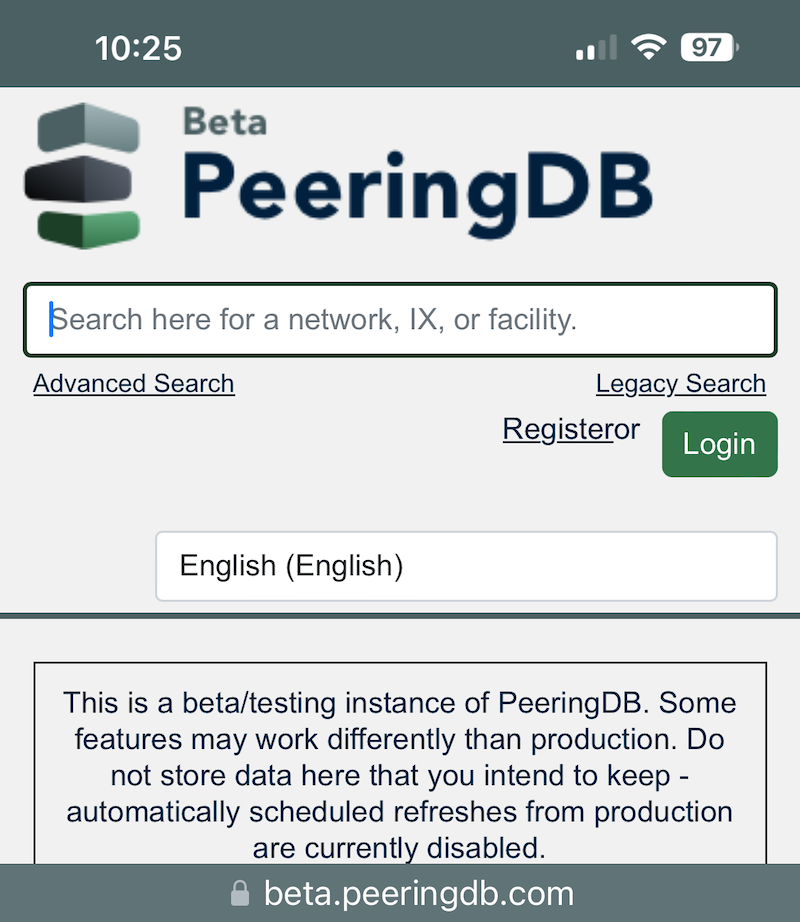 10:25
97
Beta
PeeringDB
Search here for a network, IX, or facility.
Advanced Search
Legacy Search
Registeror
Login
English (English)
This is a beta/testing instance of PeeringDB. Some
features may work differently than production. Do
not store data here that you intend to keep -
automatically scheduled refreshes from production
are currently disabled.
beta.peeringdb.com